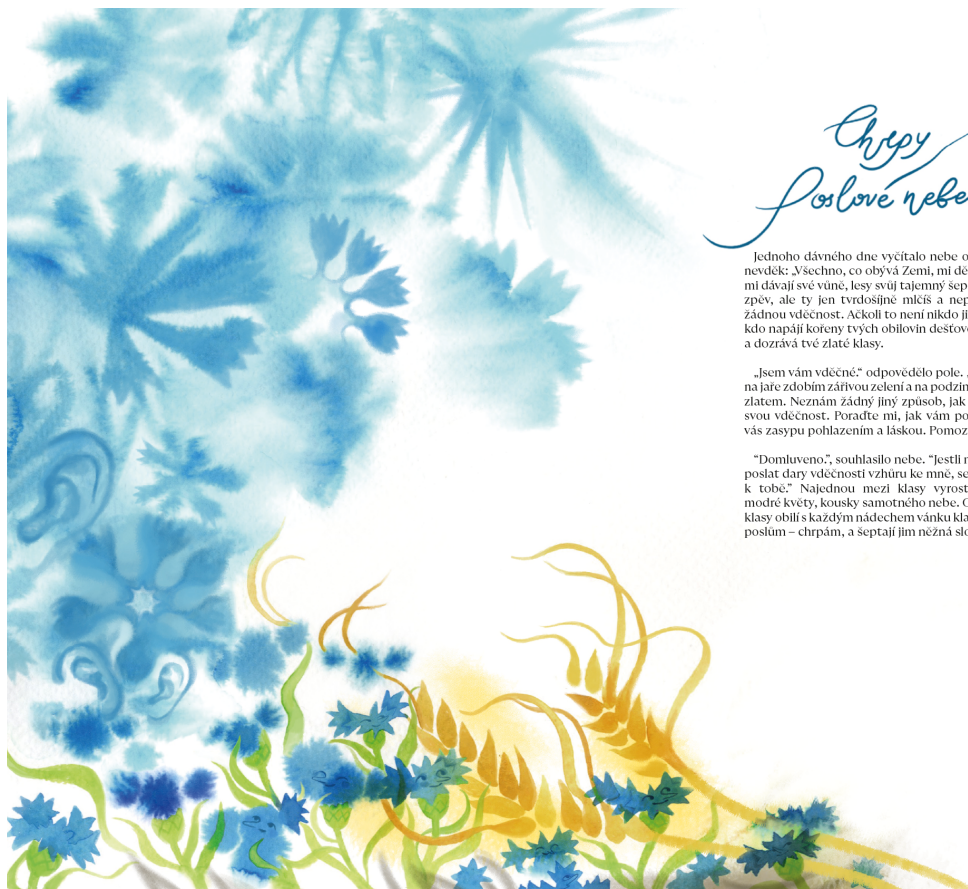 Chrpy
Poslové nebe
Jednoho dávného dne vyčítalo nebe o
nevděk: „Všechno, co obývá Zemi, mi dě
mi dávají své vůně, lesy svůj tajemný šep
zpěv, ale ty jen tvrdošíjně mlčíš a nep
žádnou vděčnost. Ačkoli to není nikdo ji
kdo napájí kořeny tvých obilovin dešťov
a dozrává tvé zlaté klasy.
„Jsem vám vděčné.“ odpovědělo pole. „
na jaře zdobím zářivou zelení a na podzin
zlatem. Neznám žádný jiný způsob, jak
svou vděčnost. Poraďte mi, jak vám po
vás zasypu pohlazením a láskou. Pomoz
“Domluveno.”, souhlasilo nebe. “Jestli n
poslat dary vděčnosti vzhůru ke mně, se
k tobě.” Najednou mezi klasy vyrost
modré květy, kousky samotného nebe. O
klasy obilí s každým nádechem vánku kla
poslům – chrpám, a šeptají jim něžná slo